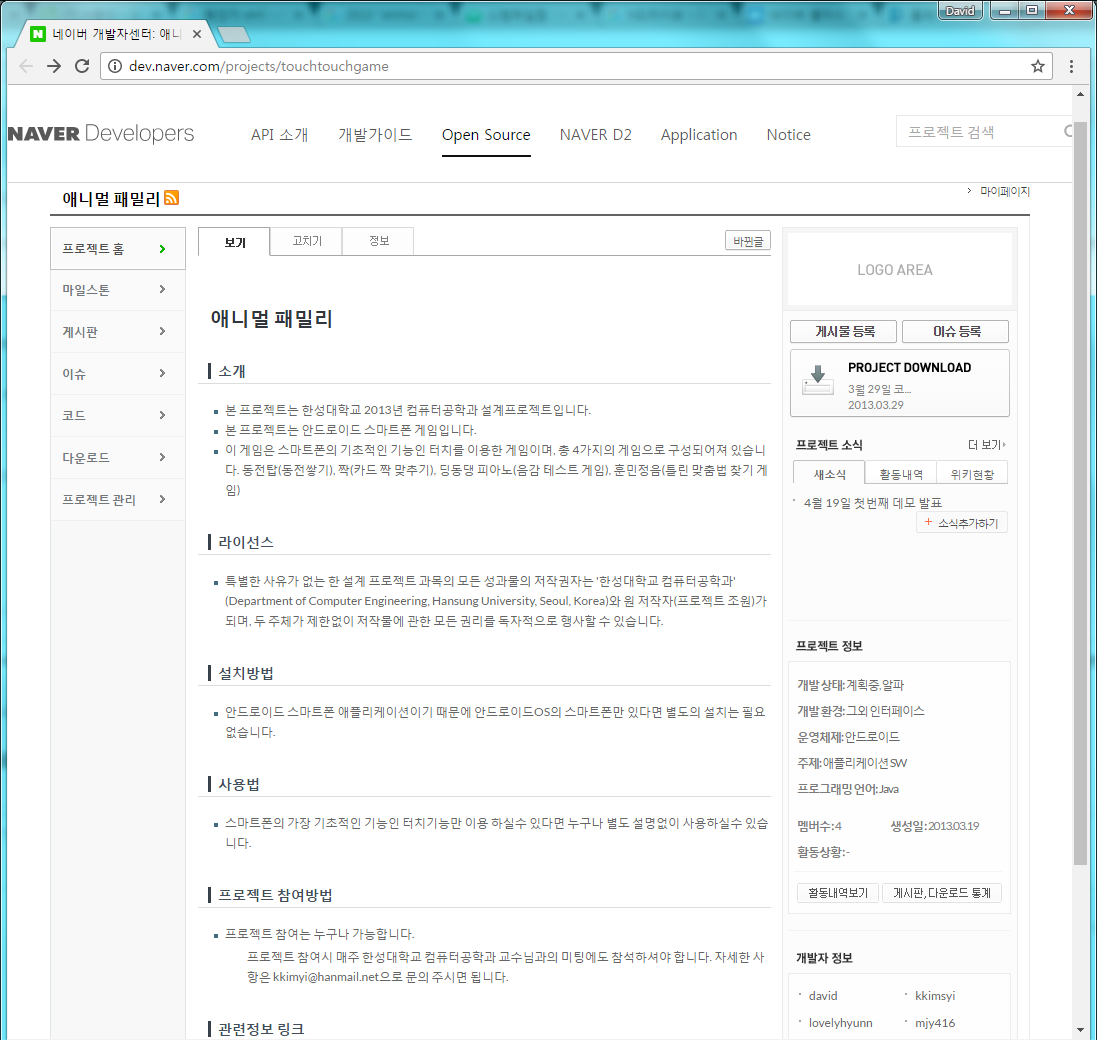 David
네이버 개발자센터: 애니
dev.naver.com/projects/touchtouchgame
NAVER Developers
API 소개
개발가이드
Open Source
NAVER D2
Application
Notice
프로젝트 검색
애니멀 패밀리
마이페이지
프로젝트 홈
마일스톤
게시판
이슈
코드
다운로드
프로젝트 관리
보기
고치기
정보
바뀐글
애니멀 패밀리
소개
본 프로젝트는 한성대학교 2013년 컴퓨터공학과 설계프로젝트입니다.
본 프로젝트는 안드로이드 스마트폰 게임입니다.
이 게임은 스마트폰의 기초적인 기능인 터치를 이용한 게임이며, 총 4가지의 게임으로 구성되어져 있습니
다. 동전탑(동전쌓기), 짝(카드 짝 맞추기), 딩동댕 피아노(음감 테스트 게임), 훈민정음(틀린 맞춤법 찾기 게
임)
라이선스
특별한 사유가 없는 한 설계 프로젝트 과목의 모든 성과물의 저작권자는 '한성대학교 컴퓨터공학과'
(Department of Computer Engineering, Hansung University, Seoul, Korea)와 원 저작자(프로젝트 조원)가
되며, 두 주체가 제한없이 저작물에 관한 모든 권리를 독자적으로 행사할 수 있습니다.
설치방법
안드로이드 스마트폰 애플리케이션이기 때문에 안드로이드OS의 스마트폰만 있다면 별도의 설치는 필요
없습니다.
사용법
스마트폰의 가장 기초적인 기능인 터치기능만 이용 하실수 있다면 누구나 별도 설명없이 사용하실수 있습
니다.
프로젝트 참여방법
프로젝트 참여는 누구나 가능합니다.
프로젝트 참여시 매주 한성대학교 컴퓨터공학과 교수님과의 미팅에도 참석하셔야 합니다. 자세한 사
항은 kkimyi@hanmail.net으로 문의 주시면 됩니다.
관련정보 링크
LOGO AREA
게시물 등록
이슈 등록
PROJECT DOWNLOAD
3월 29일 코...
2013.03.29
프로젝트 소식
더 보기
새소식
활동내역
위키현황
4월 19일 첫번째 데모 발표
+ 소식추가하기
프로젝트 정보
개발 상태: 계획중, 알파
개발 환경: 그외 인터페이스
운영체제: 안드로이드
주제: 애플리케이션 SW
프로그래밍 언어: Java
멤버수: 4
생성일: 2013.03.19
활동상황: -
활동내역보기
게시판, 다운로드 통계
개발자 정보
david
kkimsyi
lovelyhyunn
mjy416